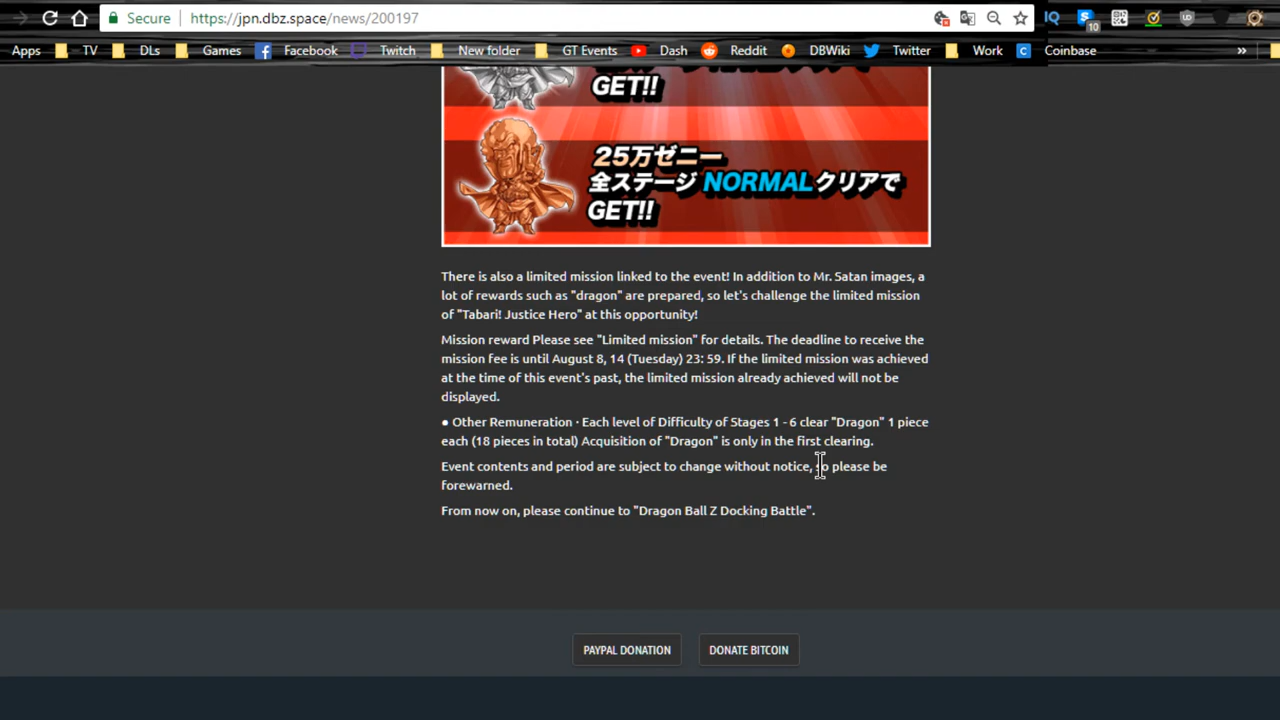 Secure https://jpn.dbz.space/news/200197
10
Apps TV DLs Games Facebook Twitch New folder GT Events Dash Reddit DBWiki Twitter Work Coinbase »
GET!!
25万ゼニー
全ステージ NORMALクリアで
GET!!
There is also a limited mission linked to the event! In addition to Mr. Satan images, a
lot of rewards such as "dragon" are prepared, so let's challenge the limited mission
of "Tabari! Justice Hero" at this opportunity!
Mission reward Please see "Limited mission" for details. The deadline to receive the
mission fee is until August 8, 14 (Tuesday) 23: 59. If the limited mission was achieved
at the time of this event's past, the limited mission already achieved will not be
displayed.
● Other Remuneration · Each level of Difficulty of Stages 1 - 6 clear "Dragon" 1 piece
each (18 pieces in total) Acquisition of "Dragon" is only in the first clearing.
Event contents and period are subject to change without notice, so please be
forewarned.
From now on, please continue to "Dragon Ball Z Docking Battle".
PAYPAL DONATION DONATE BITCOIN